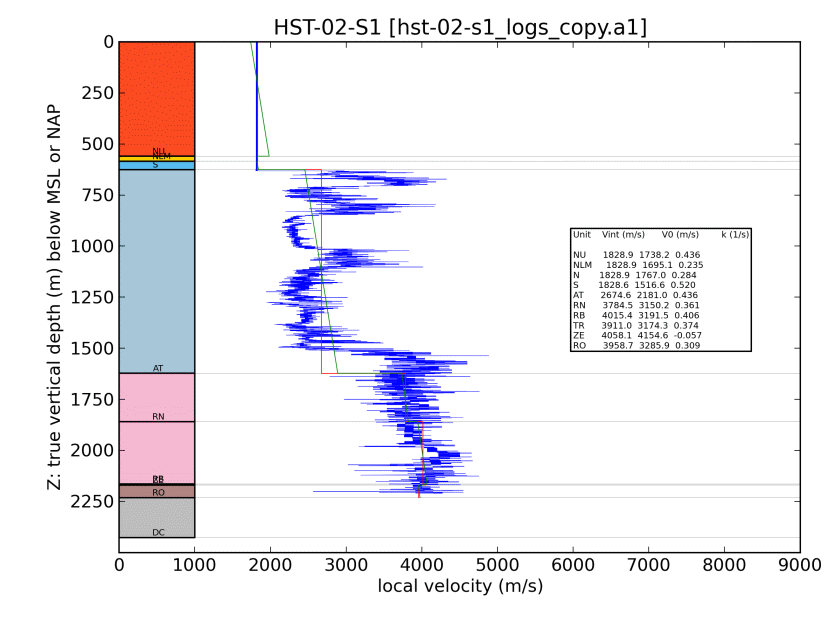 HST-02-S1 [hst-02-s1_logs_copy.a1]
Z: true vertical depth (m) below MSL or NAP
0
250
500
750
1000
1250
1500
1750
2000
2250
NU
NLM
S
AT
RN
RO
DC
Unit Vint (m/s) V0 (m/s) k (1/s)
NU 1828.9 1738.2 0.436
NLM 1828.9 1695.1 0.235
N 1828.9 1767.0 0.284
S 1828.6 1516.6 0.520
AT 2674.6 2181.0 0.436
RN 3784.5 3150.2 0.361
RB 4015.4 3191.5 0.406
TR 3911.0 3174.3 0.374
ZE 4058.1 4154.6 -0.057
RO 3958.7 3285.9 0.309
0 1000 2000 3000 4000 5000 6000 7000 8000 9000
local velocity (m/s)